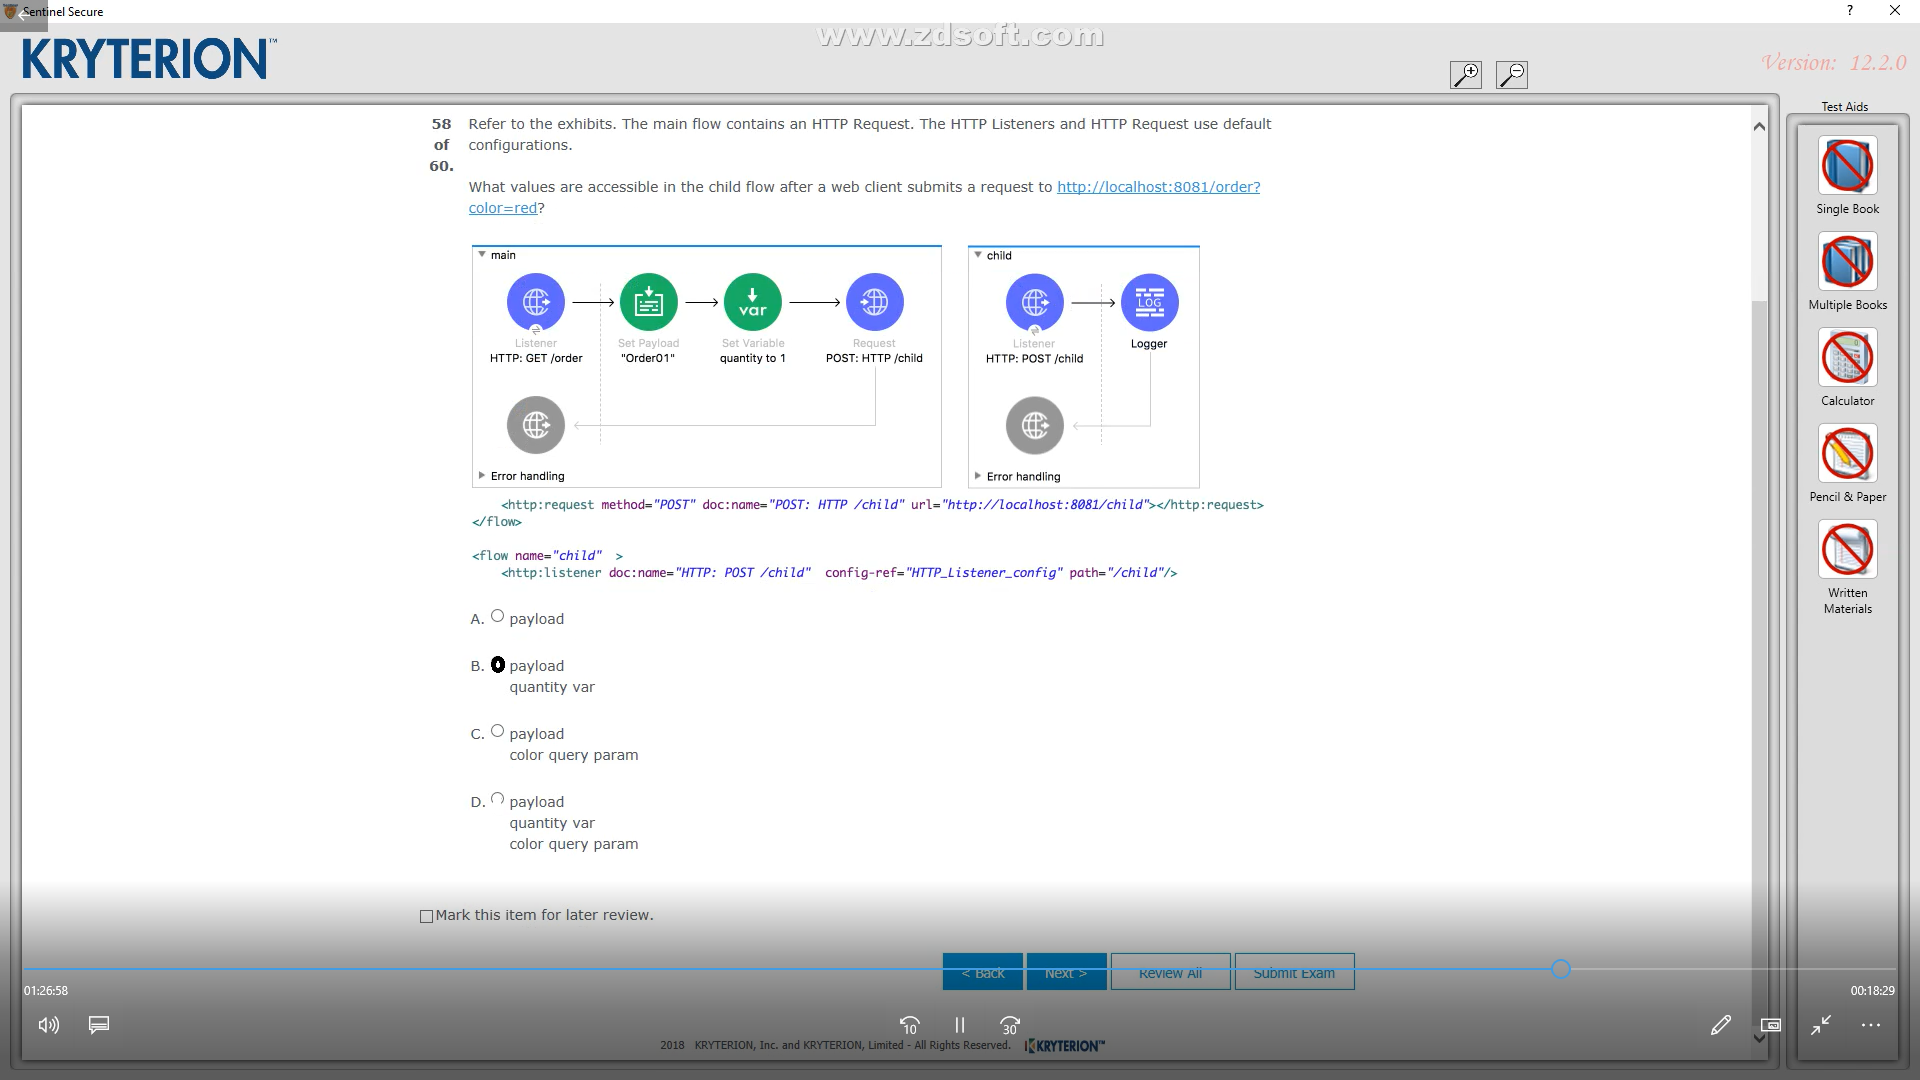 Sentinel Secure
?
www.zdsoft.com
KRYTERION™
Version: 12.2.0
Test Aids
58 of 60.
Refer to the exhibits. The main flow contains an HTTP Request. The HTTP Listeners and HTTP Request use default
configurations.
What values are accessible in the child flow after a web client submits a request to http://localhost:8081/order?
color=red?
main
var
Listener
HTTP: GET /order
Set Payload
"Order01"
Set Variable
quantity to 1
Request
POST: HTTP /child
Error handling
child
LOG
Listener
HTTP: POST /child
Logger
Error handling
<http:request method="POST" doc:name="POST: HTTP /child" url="http://localhost:8081/child"></http:request>
</flow>
<flow name="child" >
<http:listener doc:name="HTTP: POST /child" config-ref="HTTP_Listener_config" path="/child"/>
A. payload
B. payload
quantity var
C. payload
color query param
D. payload
quantity var
color query param
Mark this item for later review.
< Back
Next >
Review All
Submit Exam
01:26:58
00:18:29
10
30
2018 KRYTERION, Inc. and KRYTERION, Limited - All Rights Reserved.
KRYTERION™
Single Book
Multiple Books
Calculator
Pencil & Paper
Written
Materials